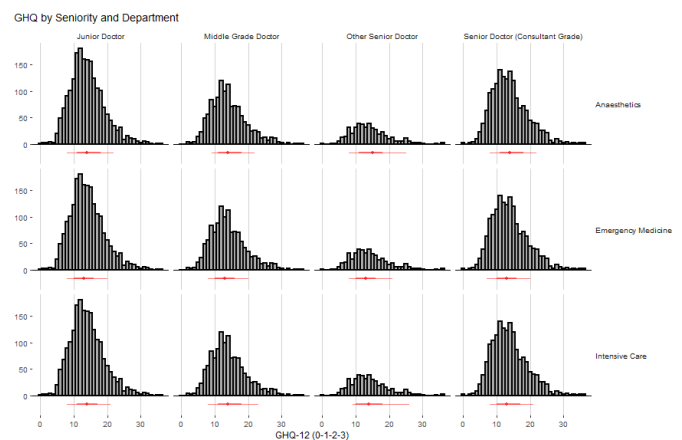 GHQ by Seniority and Department
Junior Doctor Middle Grade Doctor Other Senior Doctor Senior Doctor (Consultant Grade)
150
100
50
0
Anaesthetics
150
100
50
0
Emergency Medicine
150
100
50
0
Intensive Care
0 10 20 30 0 10 20 30 0 10 20 30 0 10 20 30
GHQ-12 (0-1-2-3)